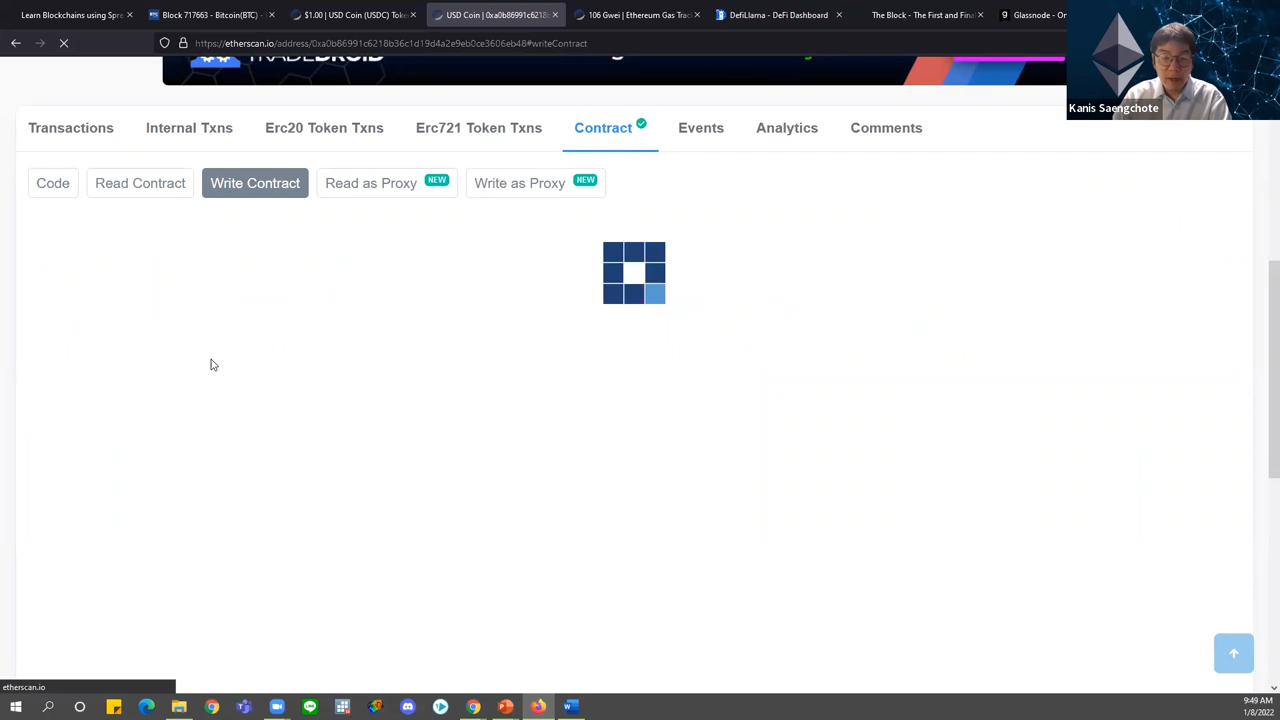 Learn Blockchains using Spre
Block 717663 - Bitcoin(BTC) -
$1.00 | USD Coin (USDC) Toke
USD Coin | 0xa0b86991c6218b
106 Gwei | Ethereum Gas Trac
DefiLlama - DeFi Dashboard
The Block - The First and Final
Glassnode - On
https://etherscan.io/address/0xa0b86991c6218b36c1d19d4a2e9eb0ce3606eb48#writeContract
TRADEDROID
Kanis Saengchote
Transactions
Internal Txns
Erc20 Token Txns
Erc721 Token Txns
Contract
Events
Analytics
Comments
Code
Read Contract
Write Contract
Read as Proxy NEW
Write as Proxy NEW
etherscan.io
9:49 AM
1/8/2022